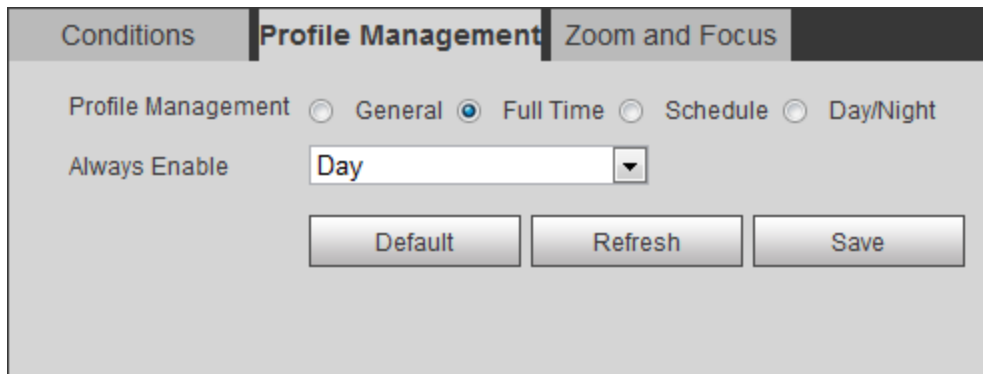 Conditions Profile Management Zoom and Focus
Profile Management General Full Time Schedule Day/Night
Always Enable Day
Default Refresh Save